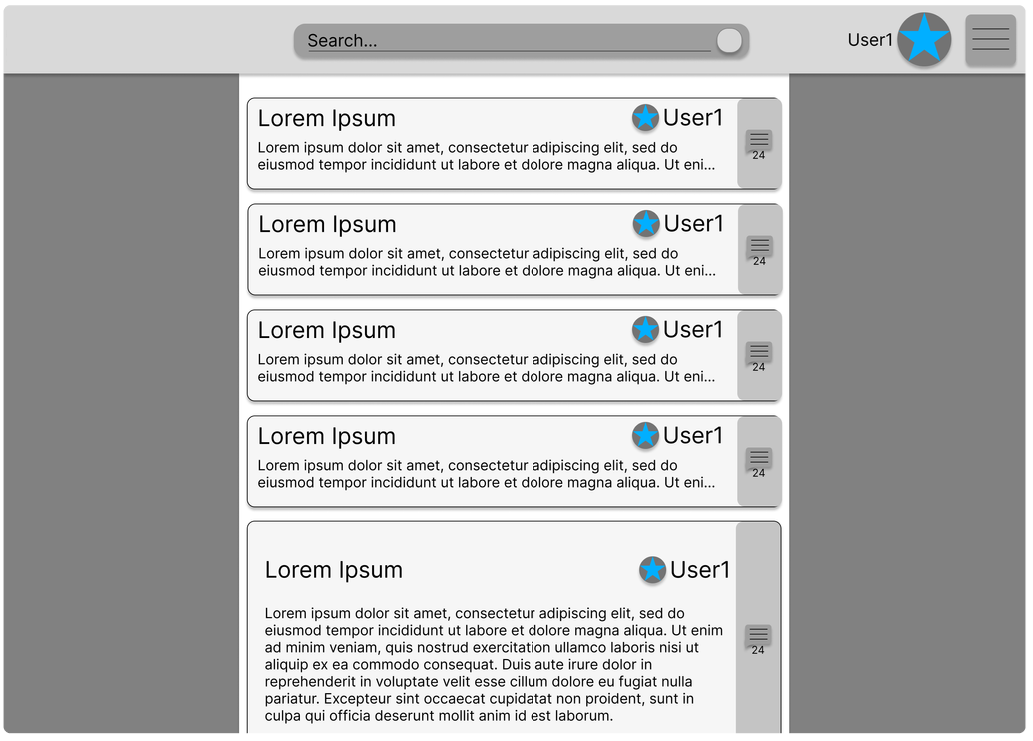 Search...
User1
Lorem Ipsum
User1
Lorem ipsum dolor sit amet, consectetur adipiscing elit, sed do
eiusmod tempor incididunt ut labore et dolore magna aliqua. Ut eni...
24
Lorem Ipsum
User1
Lorem ipsum dolor sit amet, consectetur adipiscing elit, sed do
eiusmod tempor incididunt ut labore et dolore magna aliqua. Ut eni...
24
Lorem Ipsum
User1
Lorem ipsum dolor sit amet, consectetur adipiscing elit, sed do
eiusmod tempor incididunt ut labore et dolore magna aliqua. Ut eni...
24
Lorem Ipsum
User1
Lorem ipsum dolor sit amet, consectetur adipiscing elit, sed do
eiusmod tempor incididunt ut labore et dolore magna aliqua. Ut eni...
24
Lorem Ipsum
User1
Lorem ipsum dolor sit amet, consectetur adipiscing elit, sed do
eiusmod tempor incididunt ut labore et dolore magna aliqua. Ut enim
ad minim veniam, quis nostrud exercitation ullamco laboris nisi ut
aliquip ex ea commodo consequat. Duis aute irure dolor in
reprehenderit in voluptate velit esse cillum dolore eu fugiat nulla
pariatur. Excepteur sint occaecat cupidatat non proident, sunt in
culpa qui officia deserunt mollit anim id est laborum.
24